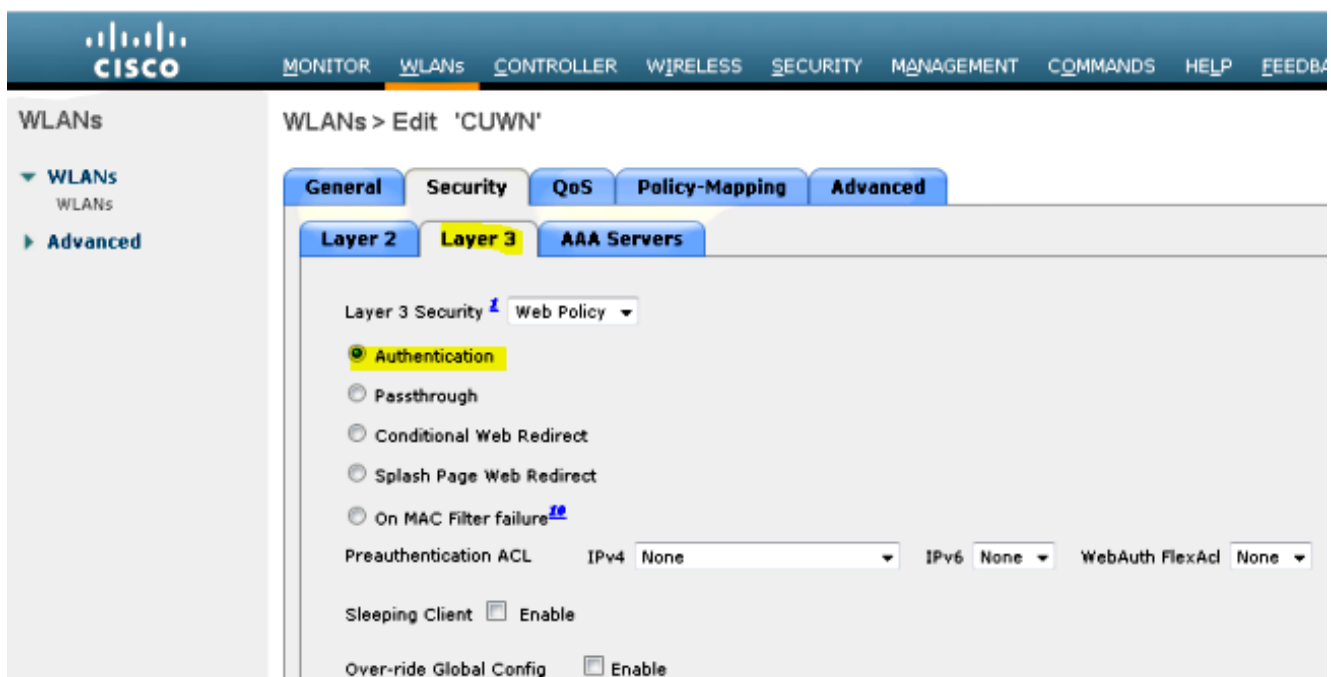 CISCO
MONITOR WLANs CONTROLLER WIRELESS SECURITY MANAGEMENT COMMANDS HELP FEEDBA
WLANs
WLANs
WLANs
Advanced
WLANs > Edit 'CUWN'
General Security QoS Policy-Mapping Advanced
Layer 2 Layer 3 AAA Servers
Layer 3 Security 1 Web Policy
Authentication
Passthrough
Conditional Web Redirect
Splash Page Web Redirect
On MAC Filter failure10
Preauthentication ACL IPv4 None IPv6 None WebAuth FlexAcl None
Sleeping Client Enable
Over-ride Global Config Enable